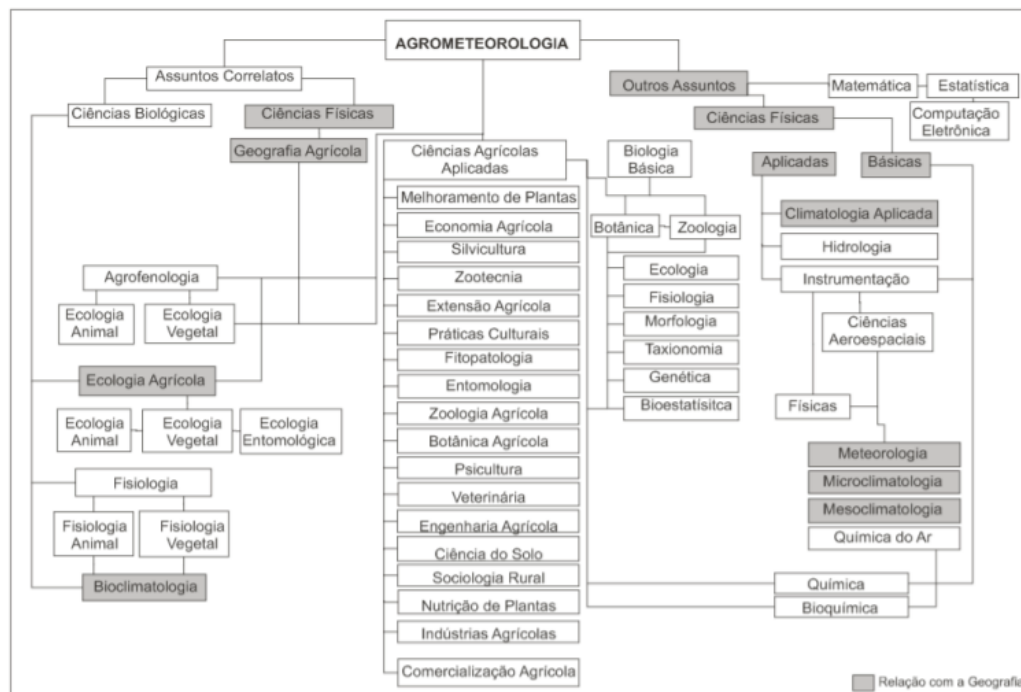 AGROMETEOROLOGIA
Assuntos Correlatos
Ciências Biológicas
Ciências Físicas
Geografia Agrícola
Agrofenologia
Ecologia
Animal
Ecologia
Vegetal
Ecologia Agrícola
Ecologia
Animal
Ecologia
Vegetal
Ecologia
Entomológica
Fisiologia
Fisiologia
Animal
Fisiologia
Vegetal
Bioclimatologia
Ciências Agrícolas
Aplicadas
Melhoramento de Plantas
Economia Agrícola
Silvicultura
Zootecnia
Extensão Agrícola
Práticas Culturais
Fitopatologia
Entomologia
Zoologia Agrícola
Botânica Agrícola
Psicultura
Veterinária
Engenharia Agrícola
Ciência do Solo
Sociologia Rural
Nutrição de Plantas
Indústrias Agrícolas
Comercialização Agrícola
Biologia
Básica
Botânica
Zoologia
Ecologia
Fisiologia
Morfologia
Taxionomia
Genética
Bioestatísitca
Outros Assuntos
Matemática
Estatística
Computação
Eletrônica
Ciências Físicas
Aplicadas
Básicas
Climatologia Aplicada
Hidrologia
Instrumentação
Ciências
Aeroespaciais
Físicas
Meteorologia
Microclimatologia
Mesoclimatologia
Química do Ar
Química
Bioquímica
Relação com a Geografia